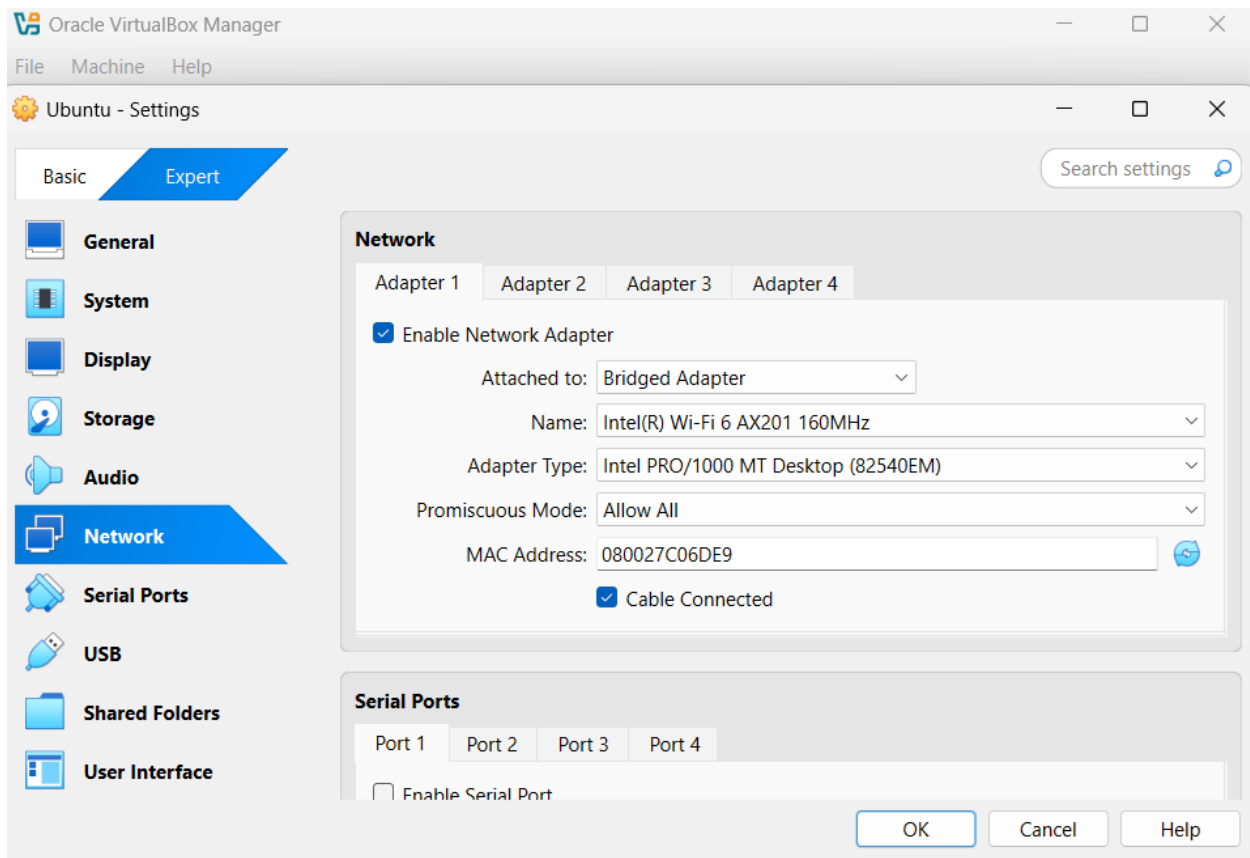 Oracle VirtualBox Manager
File Machine Help
Ubuntu - Settings
Basic Expert
Search settings
General
System
Display
Storage
Audio
Network
Serial Ports
USB
Shared Folders
User Interface
Network
Adapter 1 Adapter 2 Adapter 3 Adapter 4
Enable Network Adapter
Attached to: Bridged Adapter
Name: Intel(R) Wi-Fi 6 AX201 160MHz
Adapter Type: Intel PRO/1000 MT Desktop (82540EM)
Promiscuous Mode: Allow All
MAC Address: 080027C06DE9
Cable Connected
Serial Ports
Port 1 Port 2 Port 3 Port 4
Enable Serial Port
OK Cancel Help